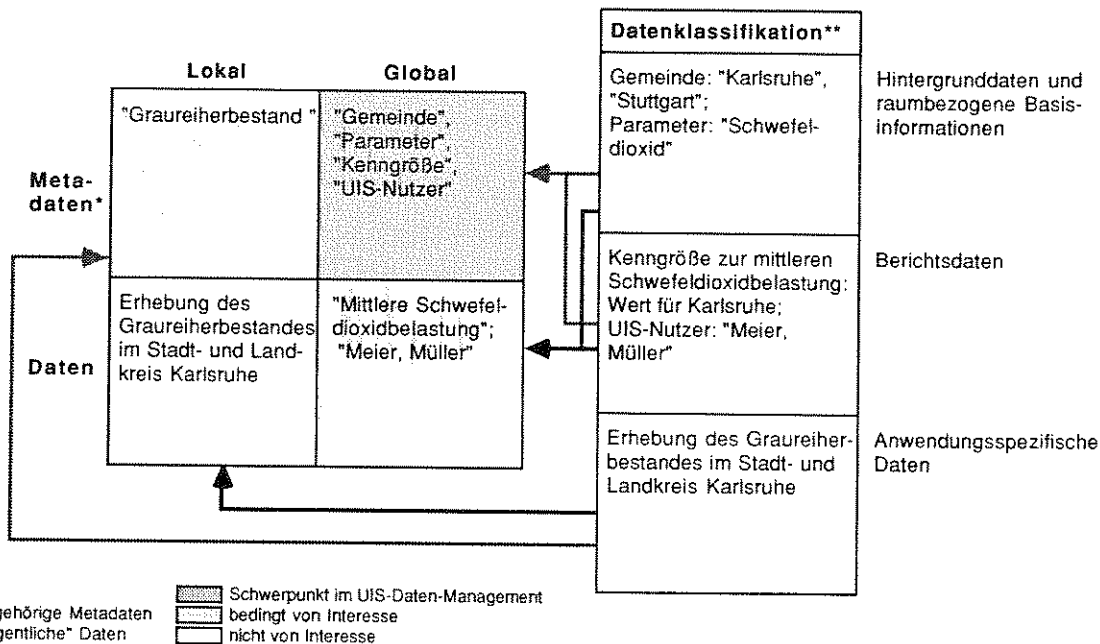 Datenklassifikation**
Lokal
Global
"Graureiherbestand "
"Gemeinde",
"Parameter",
"Kenngröße",
"UIS-Nutzer"
Meta-
daten*
Gemeinde: "Karlsruhe",
"Stuttgart";
Parameter: "Schwefel-
dioxid"
Hintergrunddaten und
raumbezogene Basis-
informationen
Daten
Erhebung des
Graureiherbestandes
im Stadt- und Land-
kreis Karlsruhe
"Mittlere Schwefel-
dioxidbelastung";
"Meier, Müller"
Kenngröße zur mittleren
Schwefeldioxidbelastung:
Wert für Karlsruhe;
UIS-Nutzer: "Meier,
Müller"
Berichtsdaten
Erhebung des Graureiher-
bestandes im Stadt- und
Landkreis Karlsruhe
Anwendungsspezifische
Daten
gehörige Metadaten
gentliche" Daten
Schwerpunkt im UIS-Daten-Management
bedingt von Interesse
nicht von Interesse